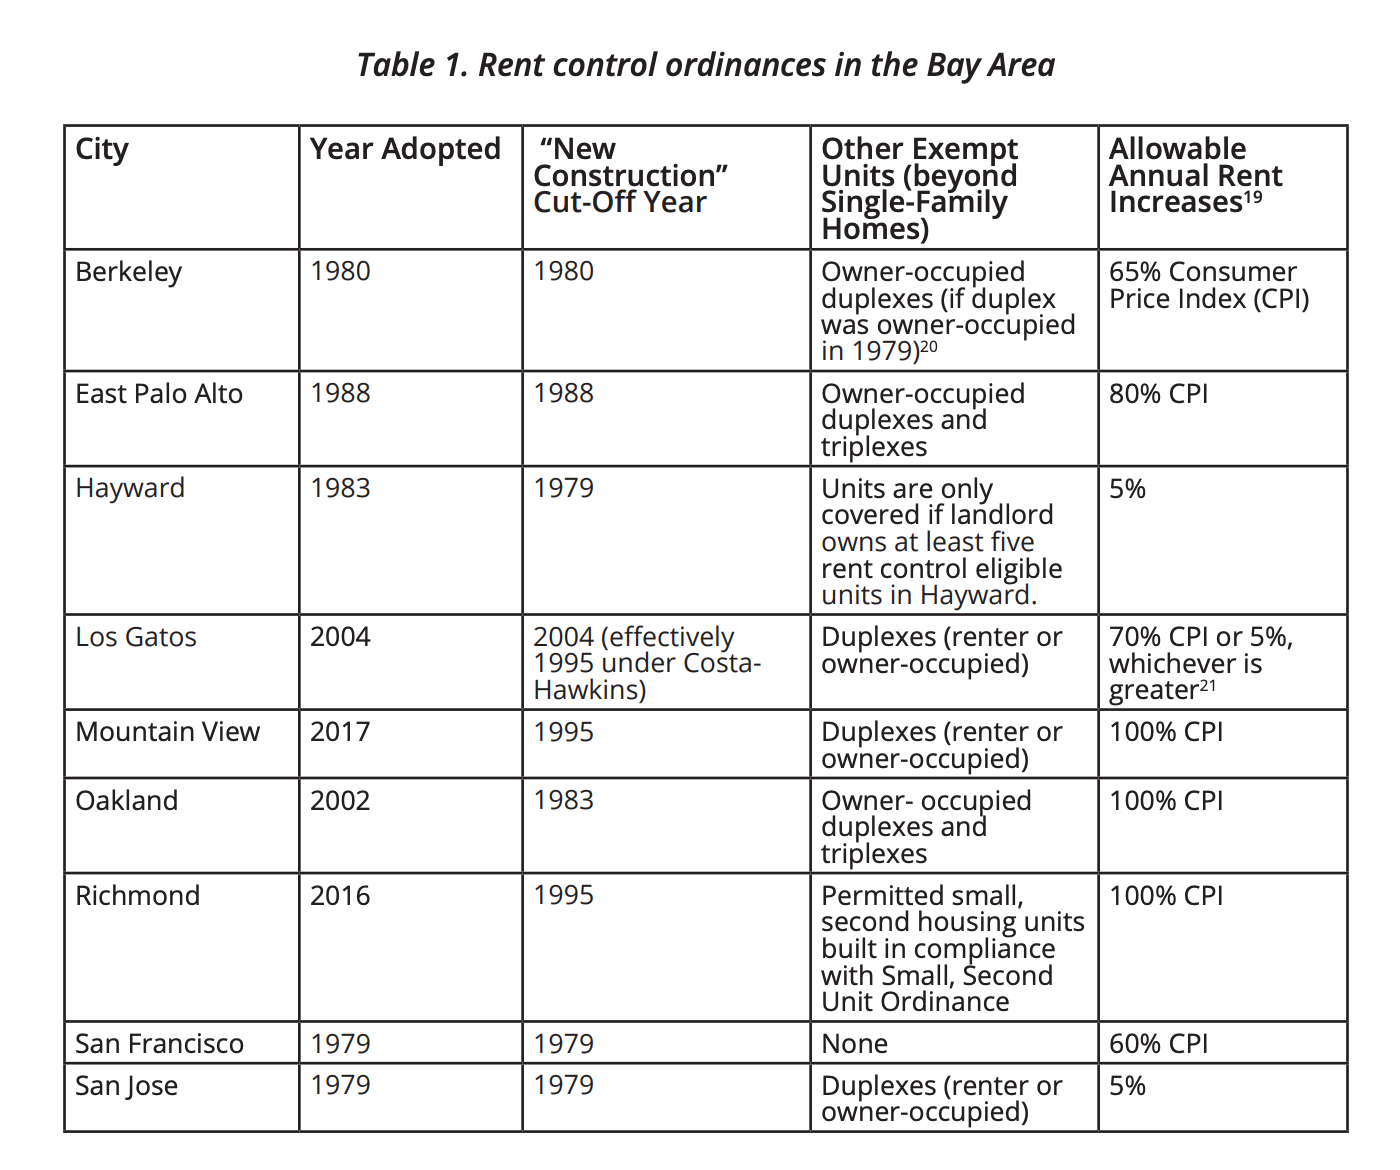 Table 1. Rent control ordinances in the Bay Area
City
Year Adopted
“New
Construction”
Cut-Off Year
Other Exempt
Units (beyond
Single-Family
Homes)
Allowable
Annual Rent
Increases19
Berkeley
1980
1980
Owner-occupied
duplexes (if duplex
was owner-occupied
in 1979)20
65% Consumer
Price Index (CPI)
East Palo Alto
1988
1988
Owner-occupied
duplexes and
triplexes
80% CPI
Hayward
1983
1979
Units are only
covered if landlord
owns at least five
rent control eligible
units in Hayward.
5%
Los Gatos
2004
2004 (effectively
1995 under Costa-
Hawkins)
Duplexes (renter or
owner-occupied)
70% CPI or 5%,
whichever is
greater21
Mountain View
2017
1995
Duplexes (renter or
owner-occupied)
100% CPI
Oakland
2002
1983
Owner- occupied
duplexes and
triplexes
100% CPI
Richmond
2016
1995
Permitted small,
second housing units
built in compliance
with Small, Second
Unit Ordinance
100% CPI
San Francisco
1979
1979
None
60% CPI
San Jose
1979
1979
Duplexes (renter or
owner-occupied)
5%